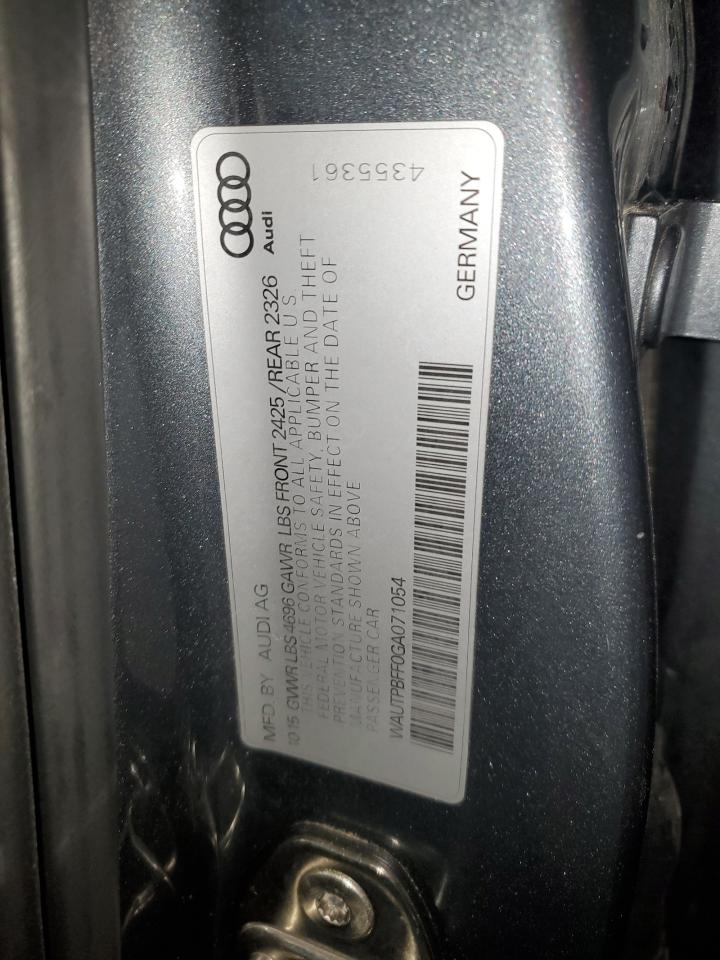 MFD. BY AUDI AG
10 15 GVWR LBS 4696 GAWR LBS FRONT 2425 /REAR 2326
THIS VEHICLE CONFORMS TO ALL APPLICABLE U.S.
FEDERAL MOTOR VEHICLE SAFETY, BUMPER AND THEFT
PREVENTION STANDARDS IN EFFECT ON THE DATE OF
MANUFACTURE SHOWN ABOVE
PASSENGER CAR
WAUTPBFF0GA071054
Audi
GERMANY
4355361